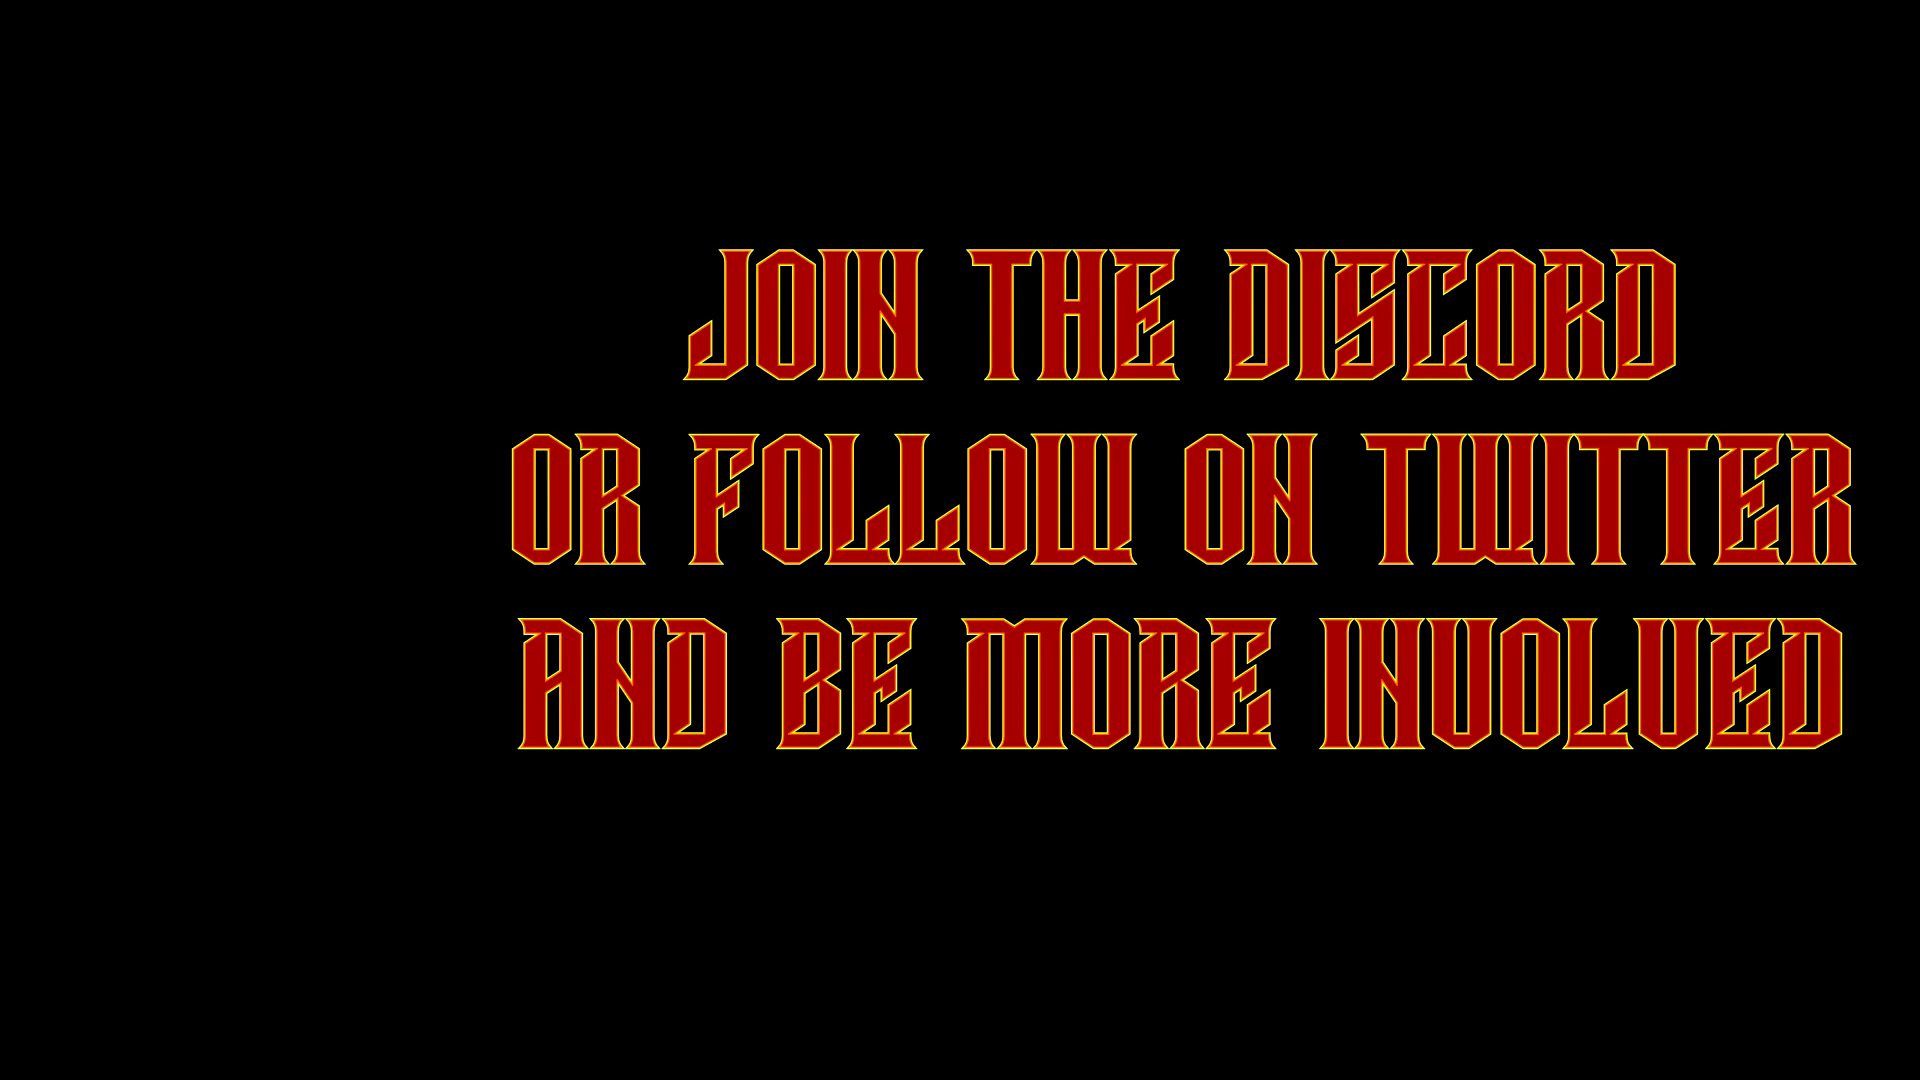 JOIN THE DISCORD
OR FOLLOW ON TWITTER
AND BE MORE INVOLVED